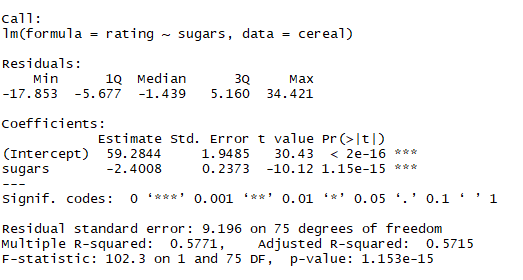 Call:
lm(formula = rating ~ sugars, data = cereal)
Residuals:
    Min      1Q  Median      3Q     Max
-17.853  -5.677  -1.439   5.160  34.421
Coefficients:
            Estimate Std. Error t value Pr(>|t|)
(Intercept)  59.2844     1.9485   30.43  < 2e-16 ***
sugars       -2.4008     0.2373  -10.12 1.15e-15 ***
---
Signif. codes:  0 ‘***’ 0.001 ‘**’ 0.01 ‘*’ 0.05 ‘.’ 0.1 ‘ ’ 1
Residual standard error: 9.196 on 75 degrees of freedom
Multiple R-squared:  0.5771,    Adjusted R-squared:  0.5715
F-statistic: 102.3 on 1 and 75 DF,  p-value: 1.153e-15